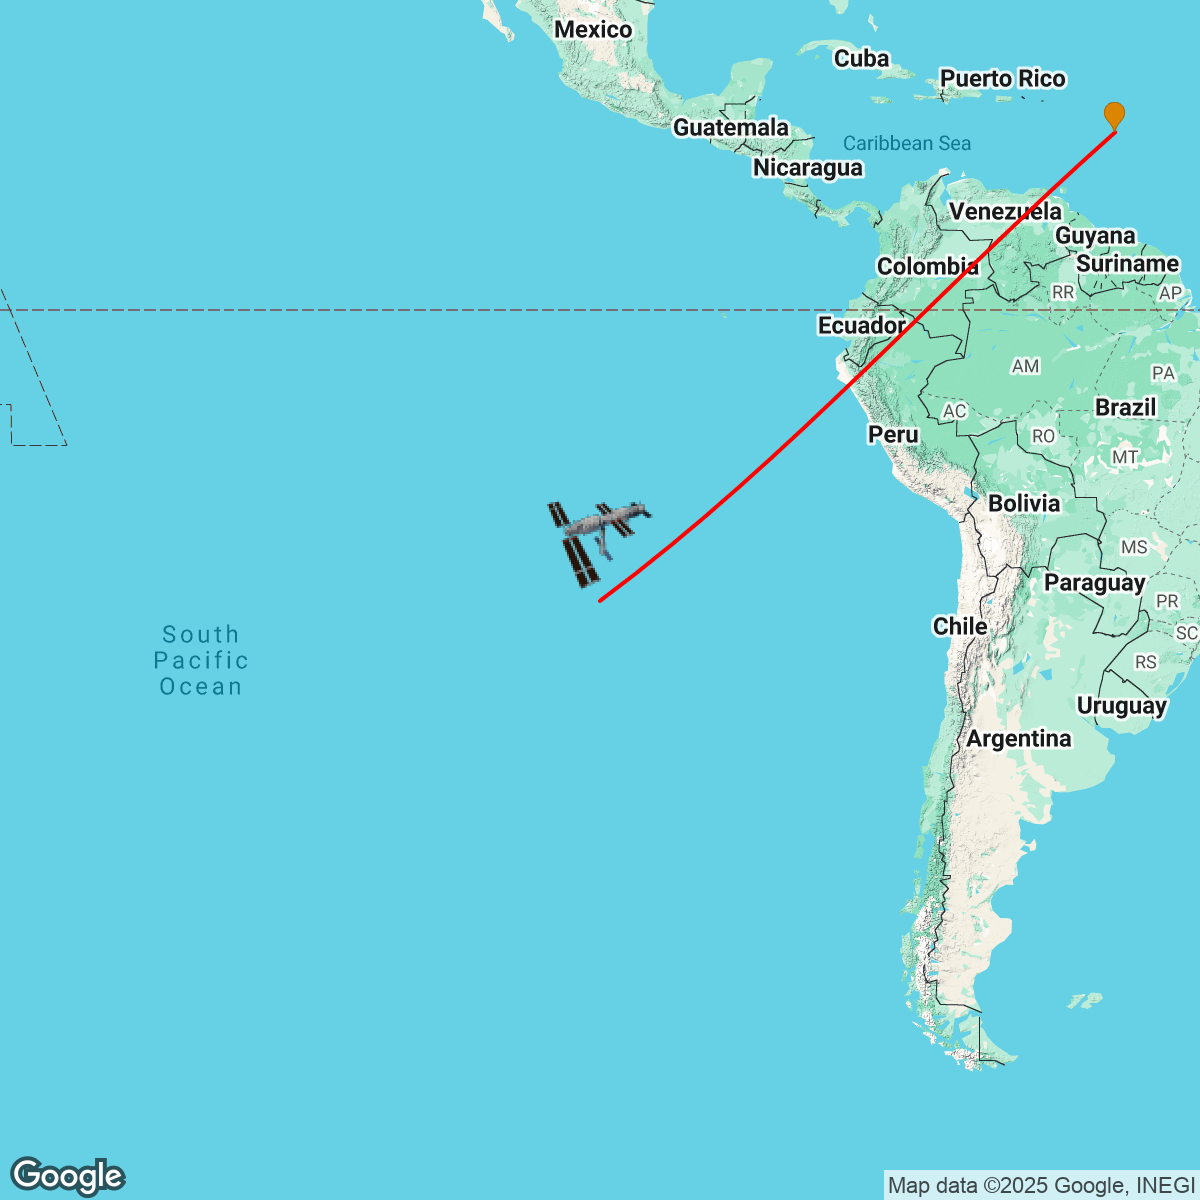 Mexico
Cuba
Puerto Rico
Guatemala
Caribbean Sea
Nicaragua
Venezuela
Guyana
Colombia
Suriname
RR
AP
Ecuador
AM
PA
AC
Brazil
Peru
RO
MT
Bolivia
MS
Paraguay
PR
Chile
SC
South
Pacific
Ocean
RS
Uruguay
Argentina
Google
Map data ©2025 Google, INEGI